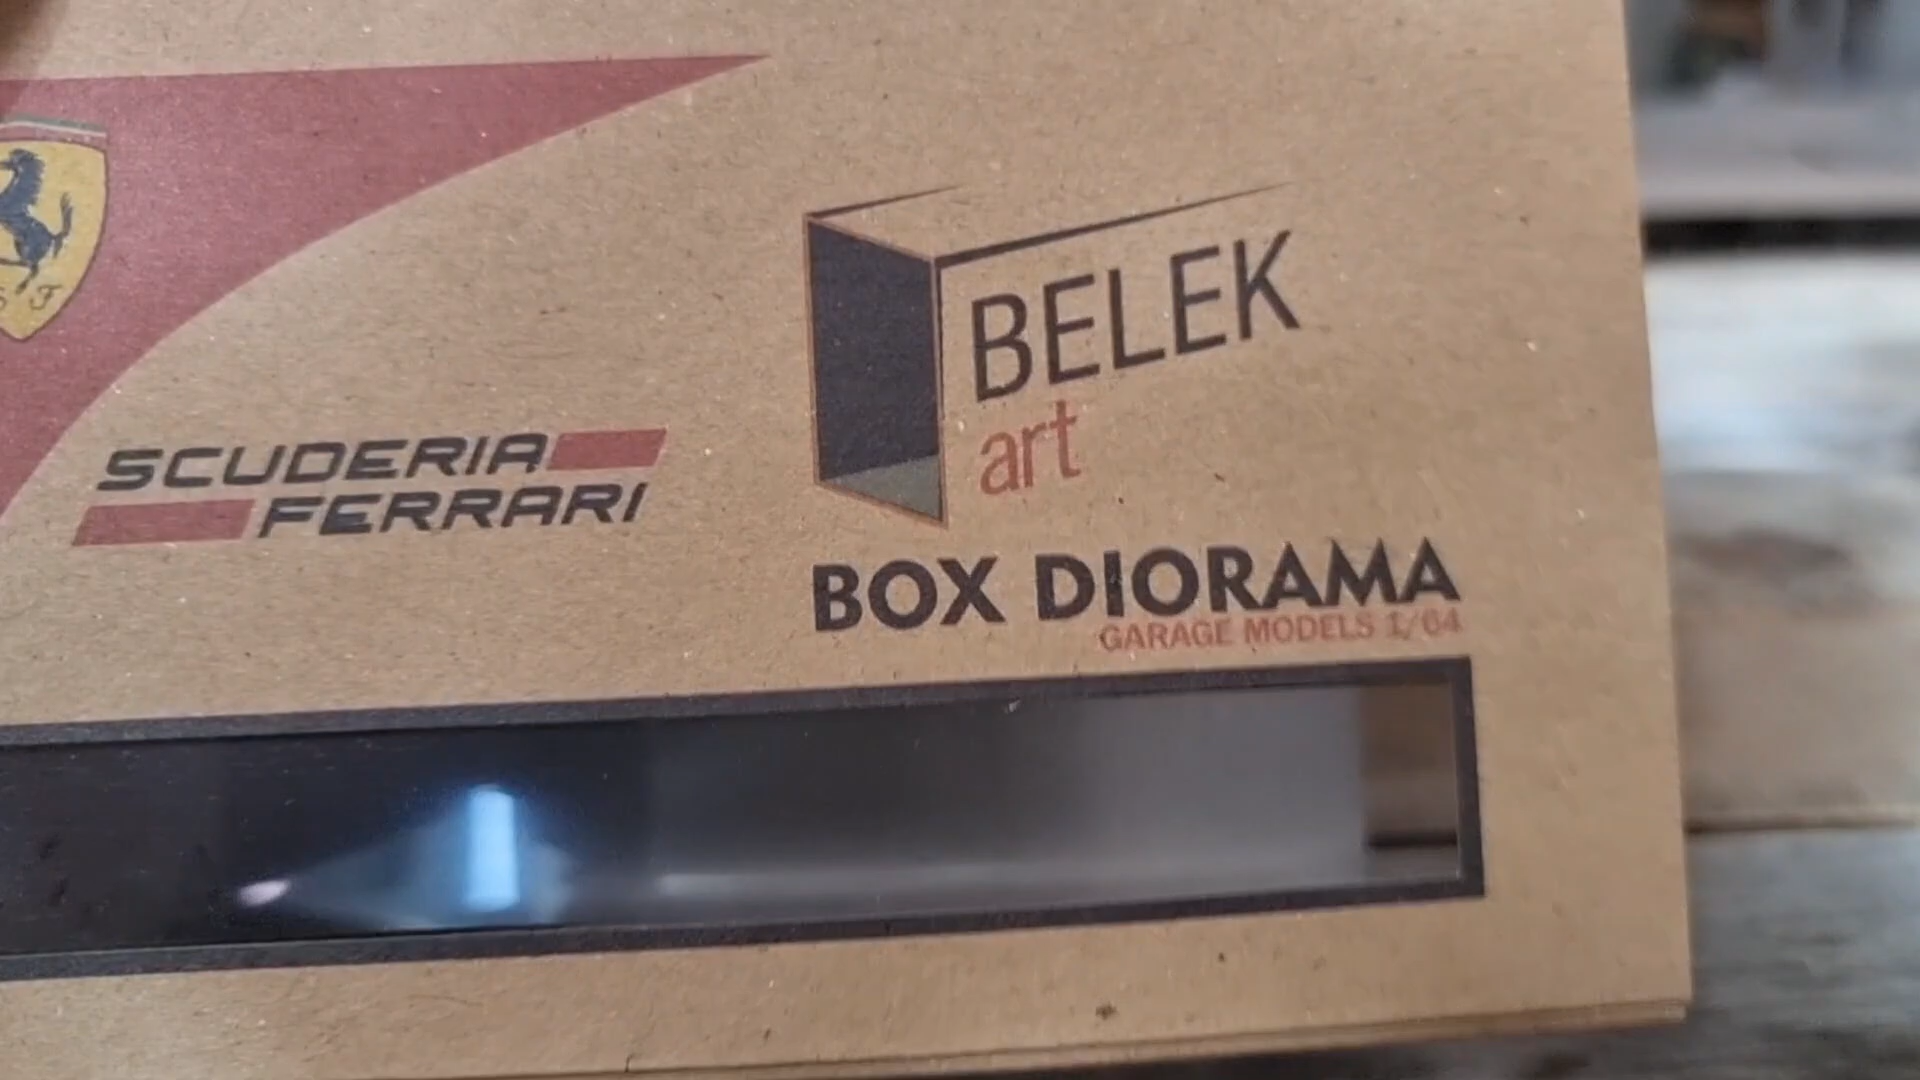 S F
SCUDERIA
FERRARI
BELEK
art
BOX DIORAMA
GARAGE MODELS 1/64